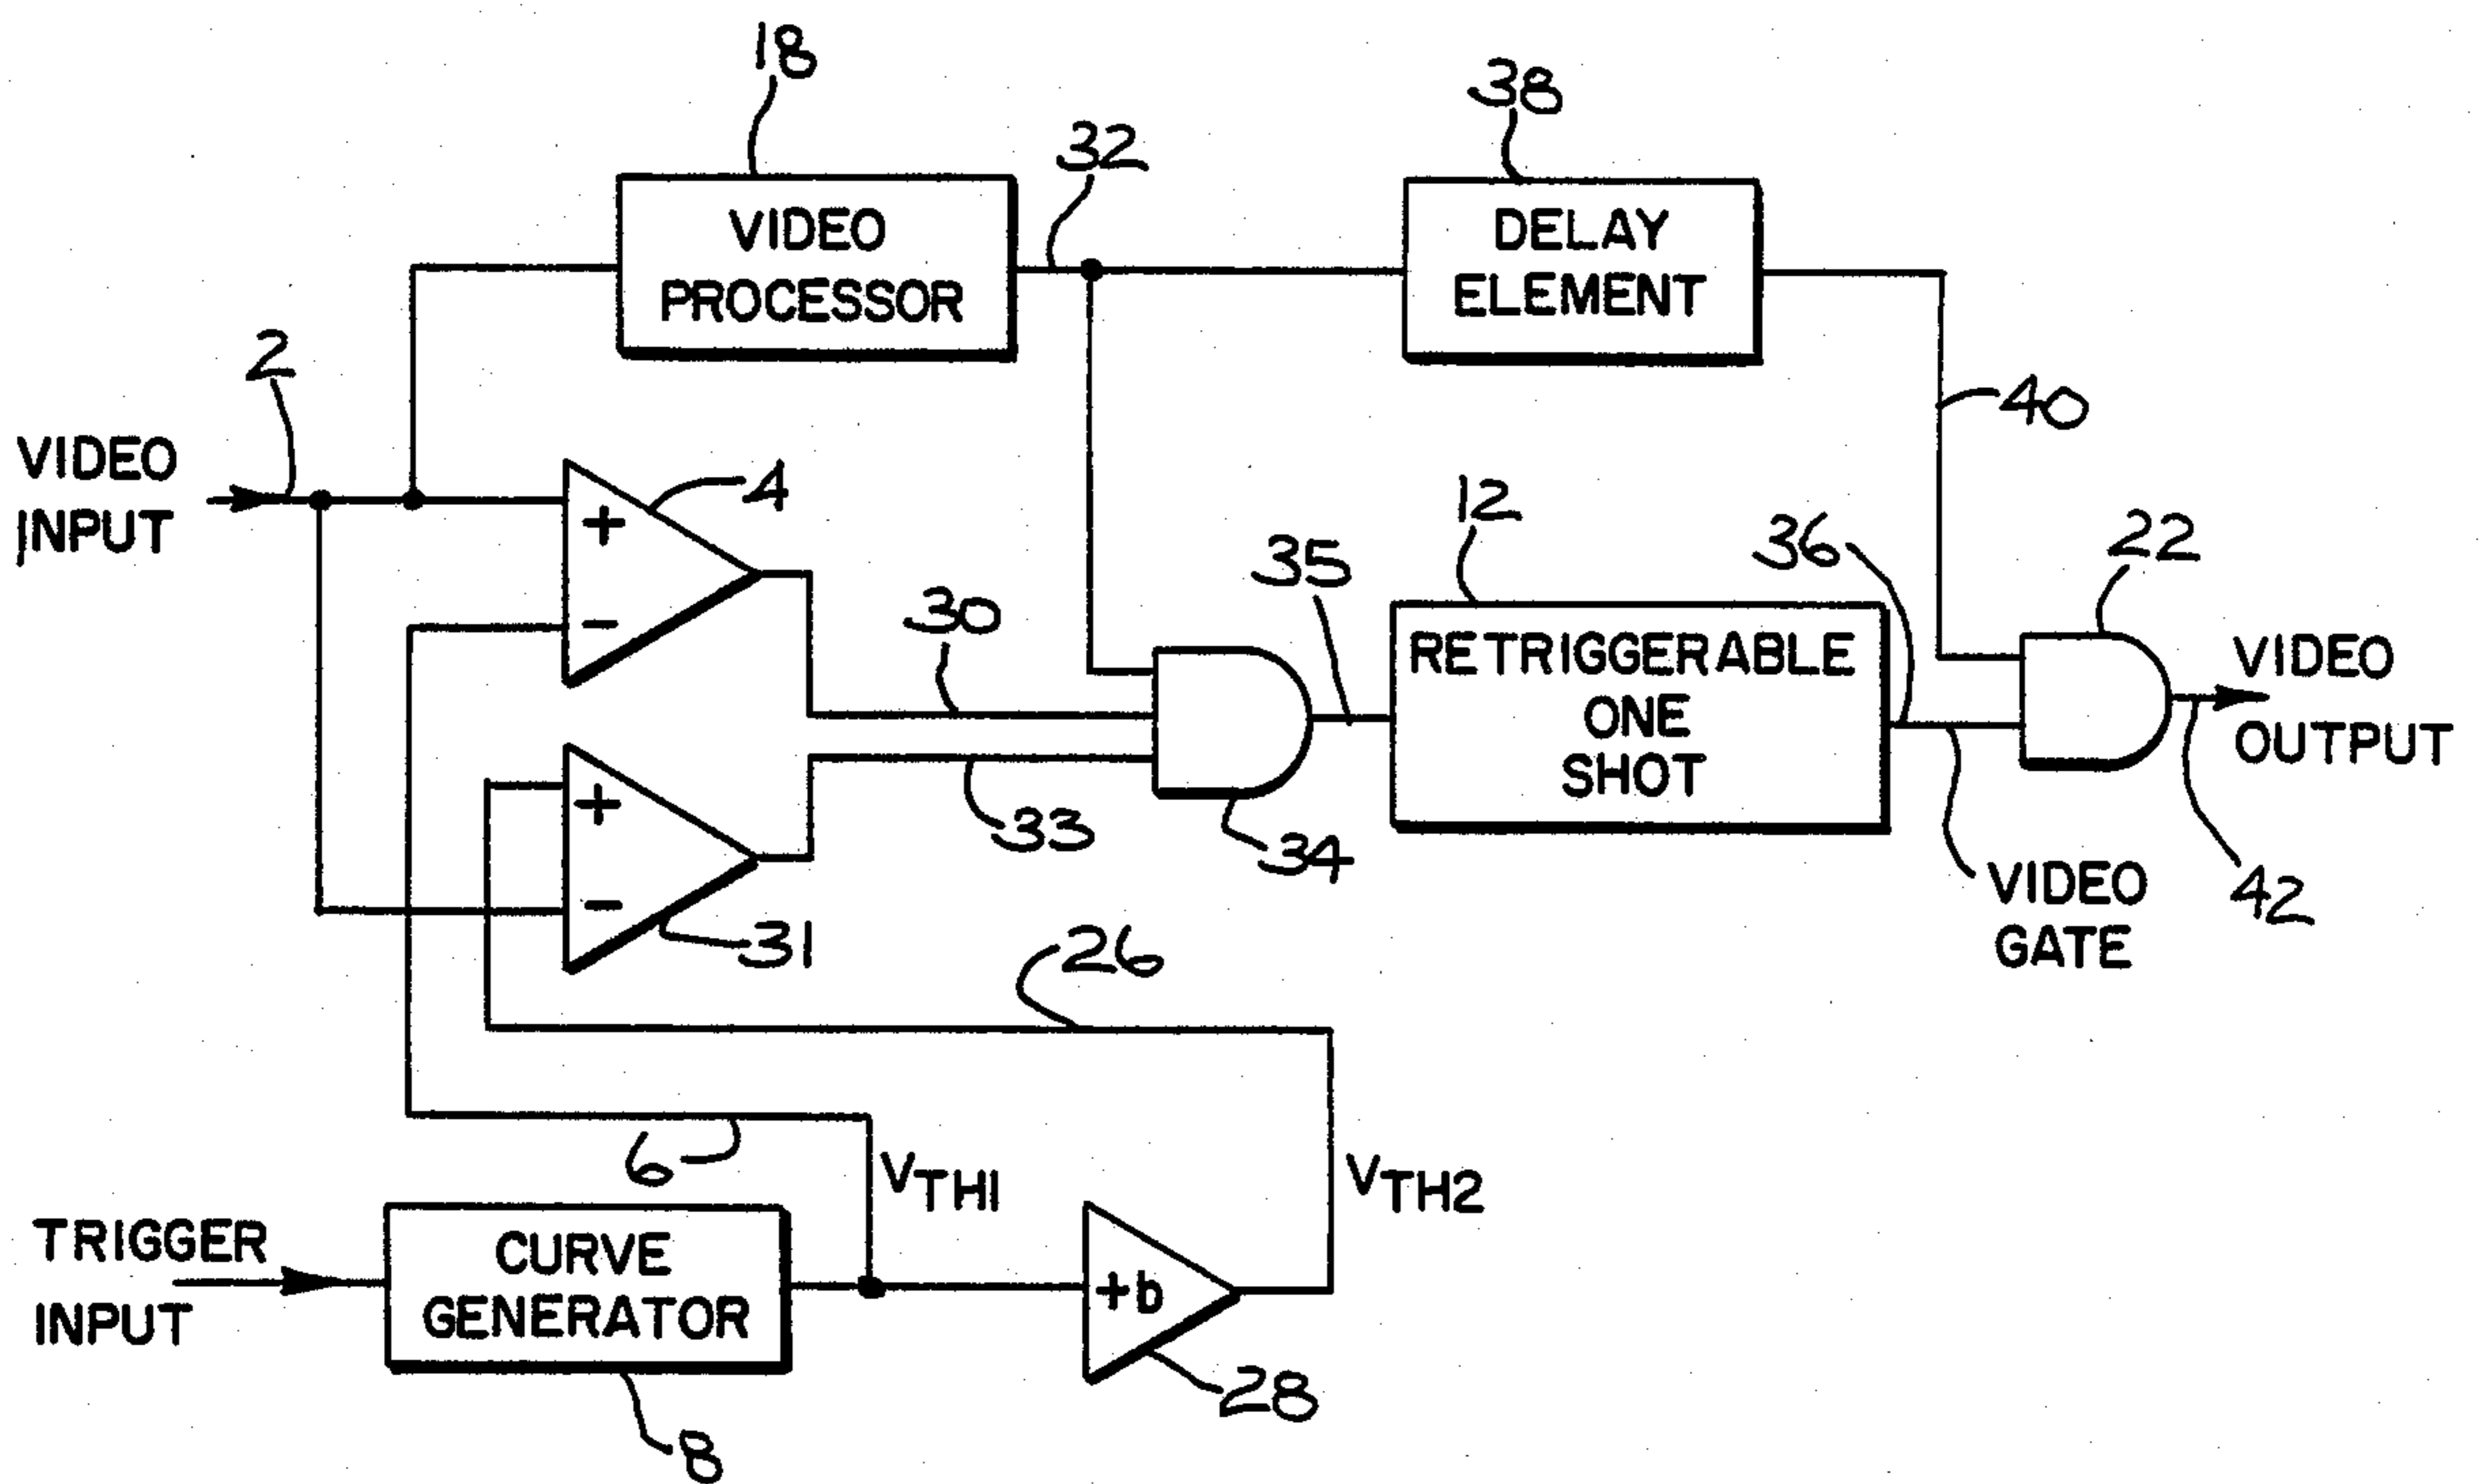 18
38
32
VIDEO
PROCESSOR
DELAY
ELEMENT
2
40
VIDEO
INPUT
+
4
-
12
36
22
30
35
RETRIGGERABLE
ONE
SHOT
VIDEO
OUTPUT
+
-
33
34
31
26
VIDEO
GATE
42
6
VTH1
VTH2
TRIGGER
INPUT
CURVE
GENERATOR
+b
28
8